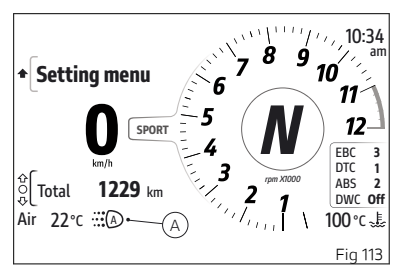 10:34
am
Setting menu
0
km/h
SPORT
N
rpm X1000
1
2
3
4
5
6
7
8
9
10
11
12
EBC 3
DTC 1
ABS 2
DWC Off
Total 1229 km
Air 22°C A A
100°C
Fig 113